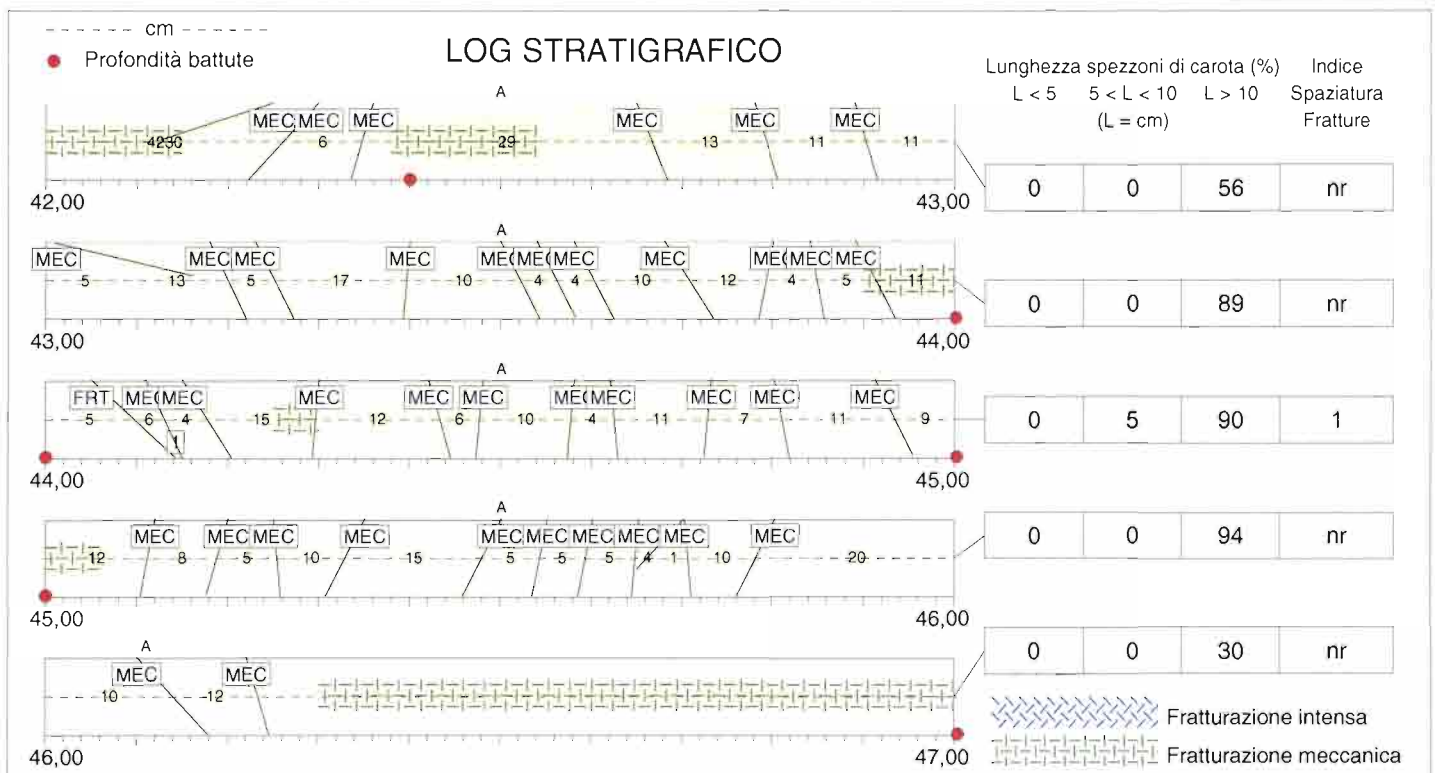 cm
Profondità battute
LOG STRATIGRAFICO
Lunghezza spezzoni di carota (%) Indice
L < 5 5 < L < 10 L > 10 Spaziatura
(L = cm) Fratture
A
MEC MEC MEC MEC MEC MEC
6 29 13 11 11
42,00 43,00
0 0 56 nr
A
MEC MEC MEC MEC MEC MEC MEC MEC MEC MEC MEC
5 13 5 17 10 4 4 10 12 4 5 11
43,00 44,00
0 0 89 nr
A
FRT MEC MEC MEC MEC MEC MEC MEC MEC MEC MEC
5 6 4 15 12 6 10 4 11 7 11 9
1
44,00 45,00
0 5 90 1
A
MEC MEC MEC MEC MEC MEC MEC MEC MEC MEC
12 8 5 10 15 5 5 5 4 1 10 20
45,00 46,00
0 0 94 nr
A
MEC MEC
10 12
46,00 47,00
0 0 30 nr
Fratturazione intensa
Fratturazione meccanica